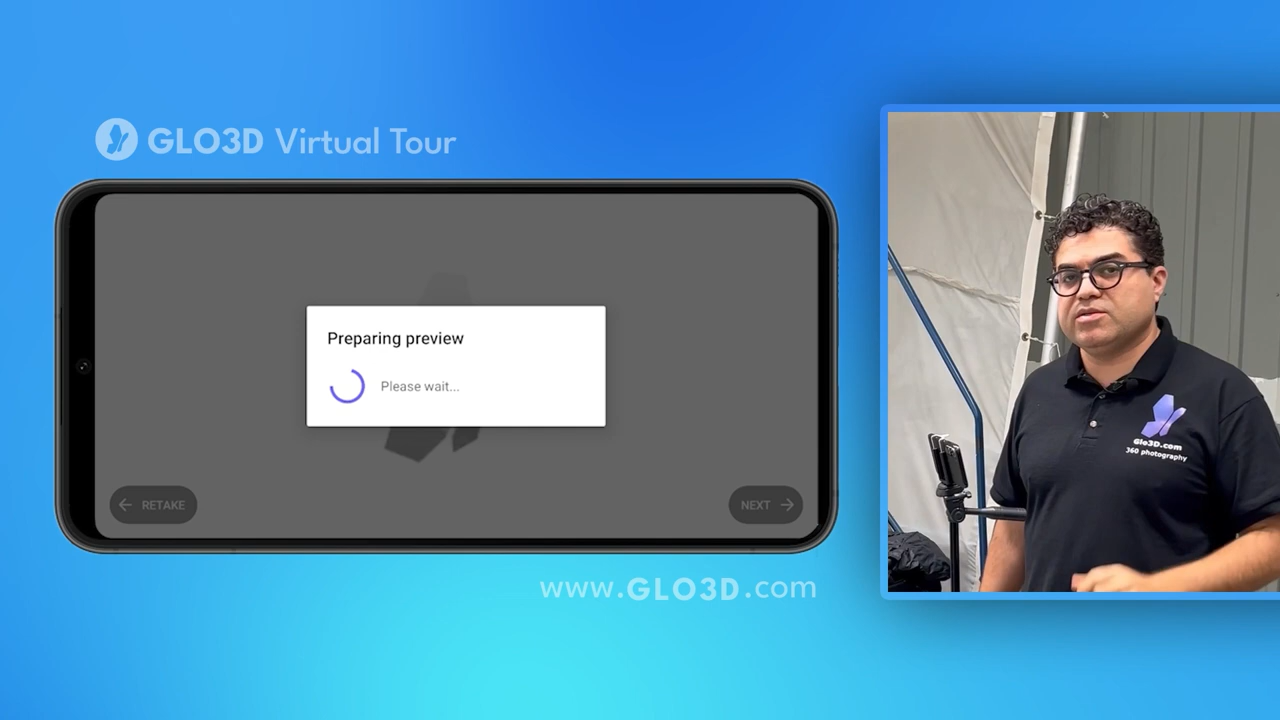 GLO3D Virtual Tour
Preparing preview
Please wait...
RETAKE
NEXT
www.GLO3D.com
Glo3D.com
360 photography